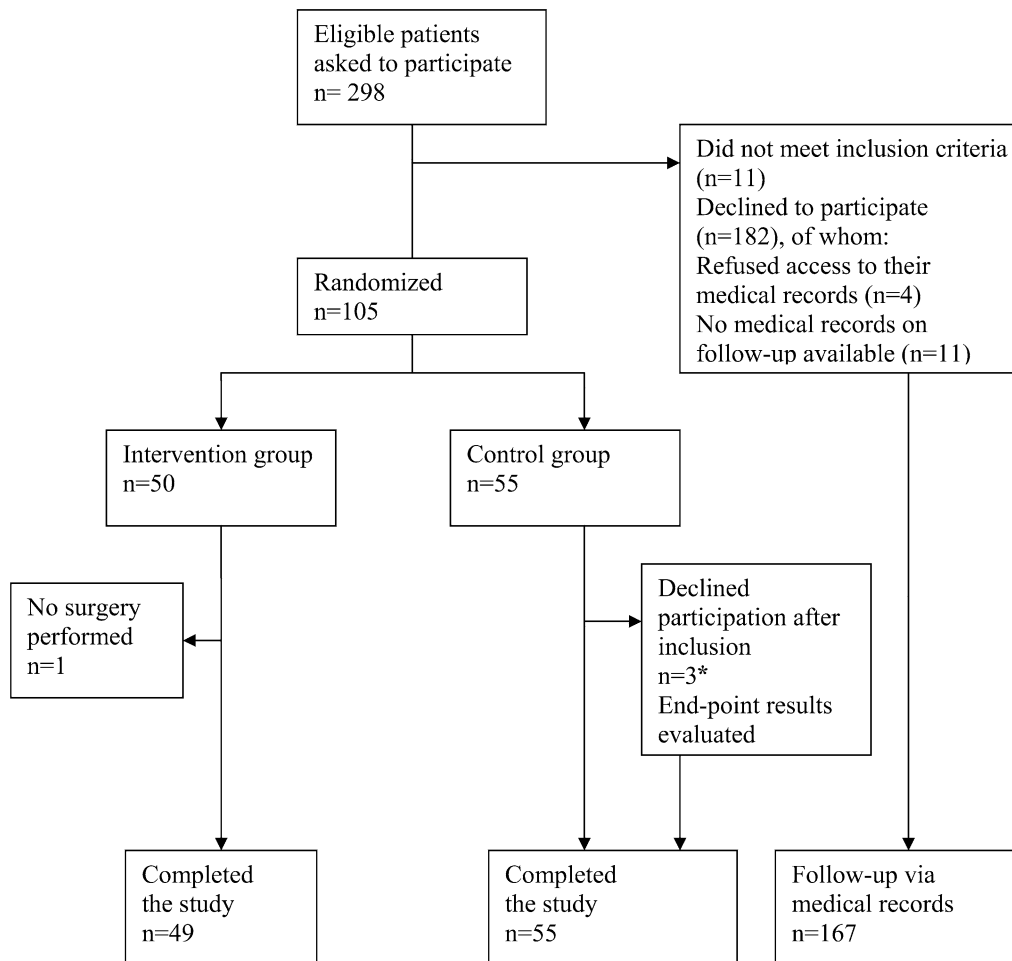 Eligible patients
asked to participate
n= 298
Did not meet inclusion criteria
(n=11)
Declined to participate
(n=182), of whom:
Refused access to their
medical records (n=4)
No medical records on
follow-up available (n=11)
Randomized
n=105
Intervention group
n=50
Control group
n=55
No surgery
performed
n=1
Declined
participation after
inclusion
n=3*
End-point results
evaluated
Completed
the study
n=49
Completed
the study
n=55
Follow-up via
medical records
n=167